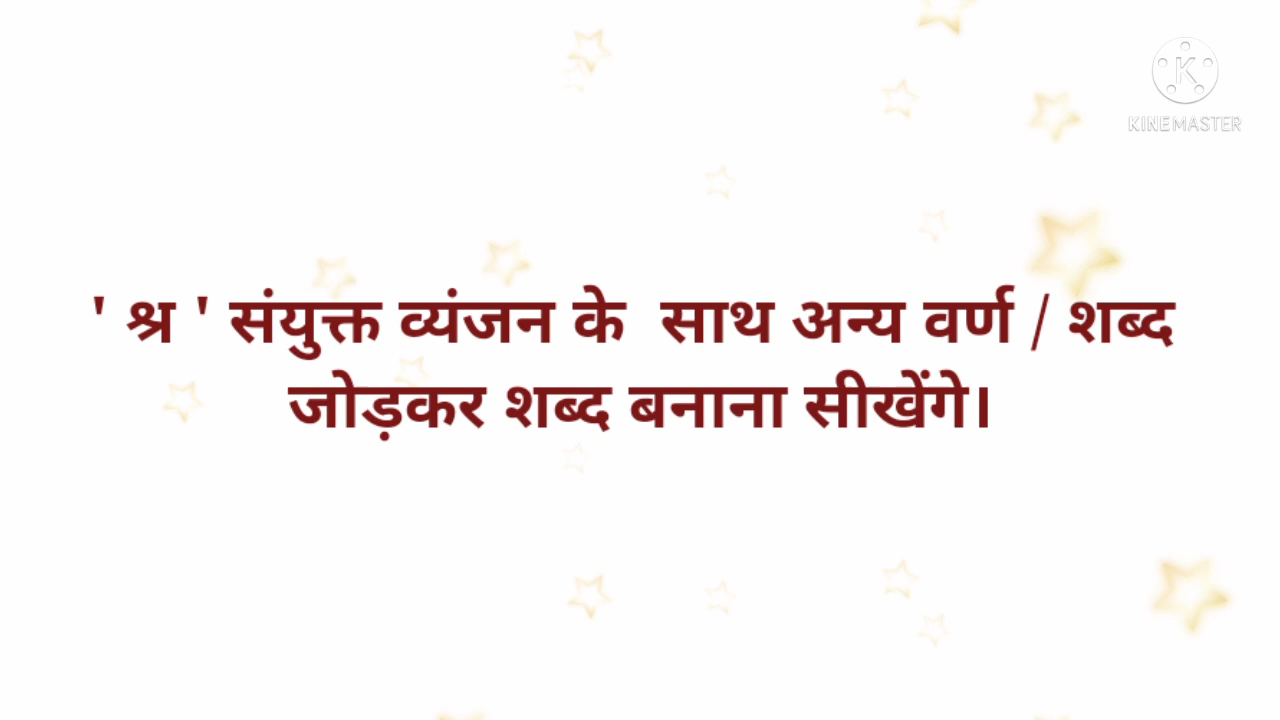 KINEMASTER
' श्र ' संयुक्त व्यंजन के साथ अन्य वर्ण / शब्द
जोड़कर शब्द बनाना सीखेंगे।